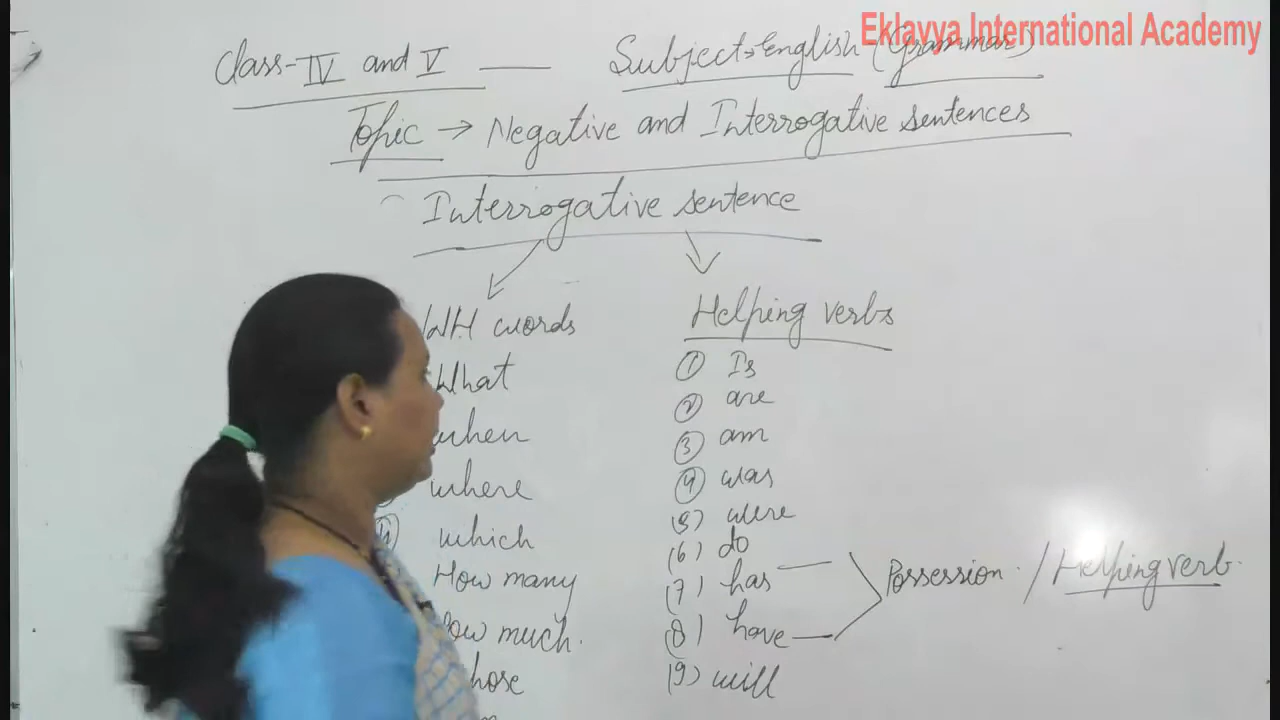 Eklavya International Academy
Class-IV and V — Subject→English (Grammar)
Topic → Negative and Interrogative sentences
Interrogative sentence
WH words
What
when
where
which
How many
How much.
Helping verbs
① Is
② are
③ am
④ was
(5) were
(6) do
(7) has
(8) have
(9) will
Possession. / Helping verb.